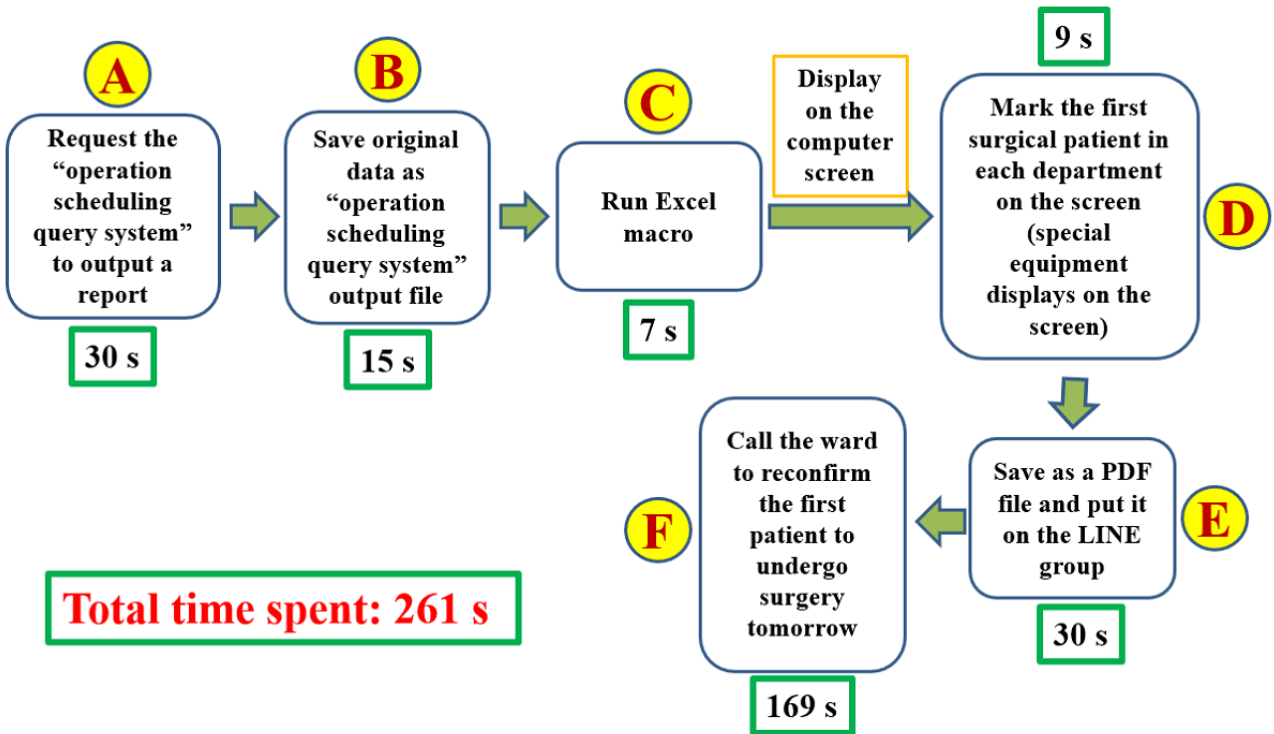 A
Request the
“operation
scheduling
query system”
to output a
report
30 s
B
Save original
data as
“operation
scheduling
query system”
output file
15 s
C
Run Excel
macro
7 s
Display
on the
computer
screen
9 s
Mark the first
surgical patient in
each department
on the screen
(special
equipment
displays on the
screen)
D
Save as a PDF
file and put it
on the LINE
group
E
30 s
Call the ward
to reconfirm
the first
patient to
undergo
surgery
tomorrow
F
169 s
Total time spent: 261 s